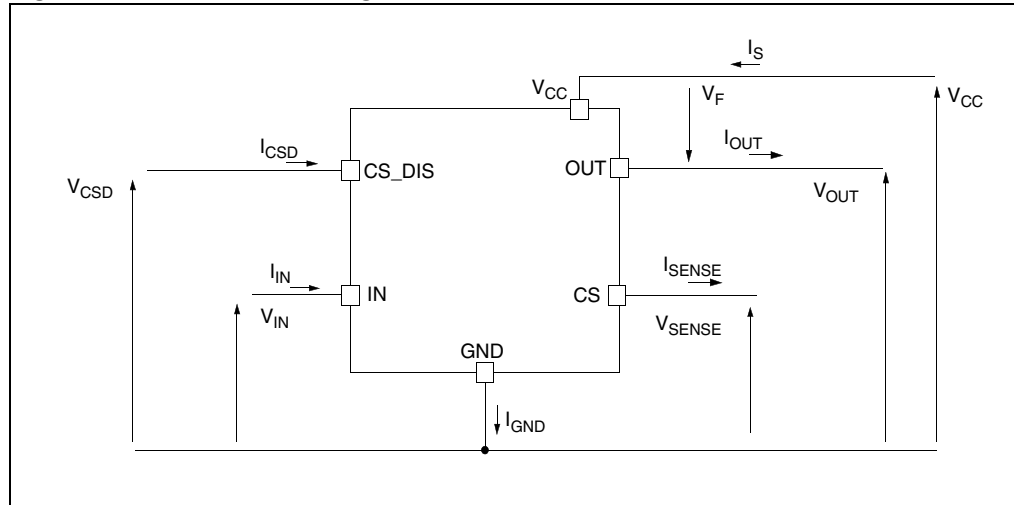 I_S
V_CC
V_F
V_CC
I_CSD
I_OUT
CS_DIS
OUT
V_CSD
V_OUT
I_IN
I_SENSE
IN
CS
V_IN
V_SENSE
GND
I_GND